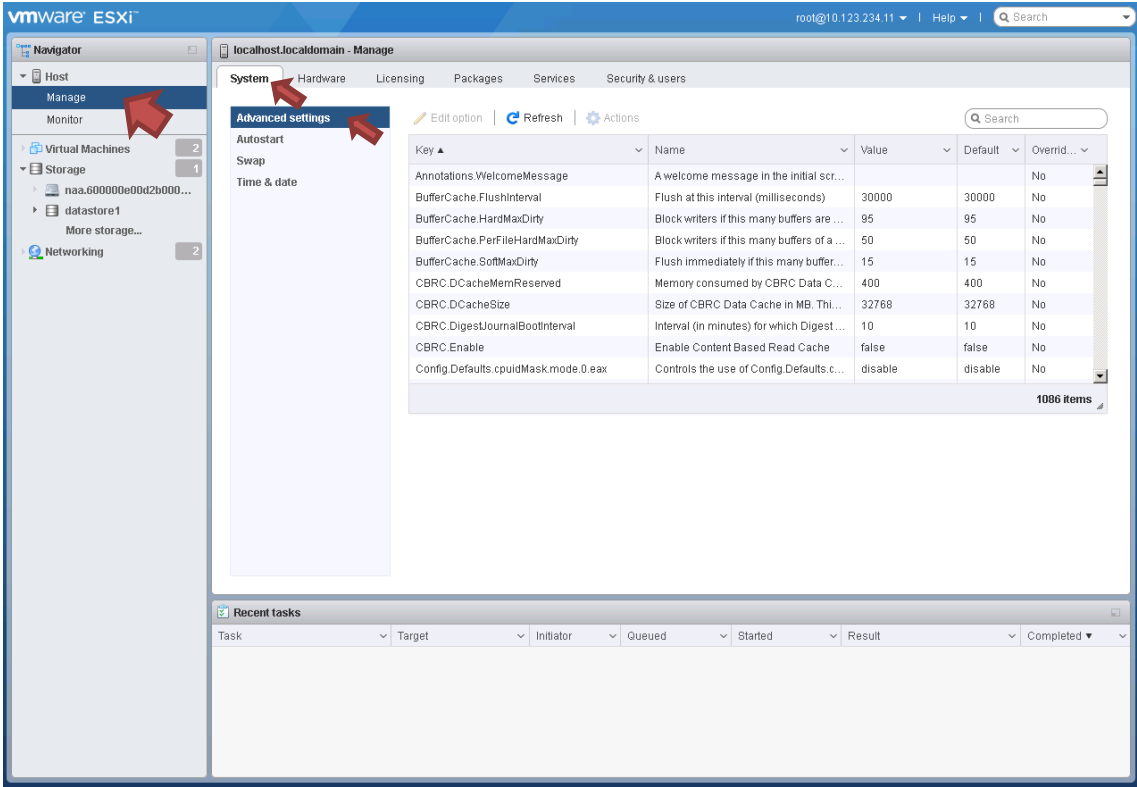 vmware ESXi™
root@10.123.234.11 | Help | Search
Navigator
Host
Manage
Monitor
Virtual Machines 2
Storage 1
naa.600000e00d2b000...
datastore1
More storage...
Networking 2
localhost.localdomain - Manage
System Hardware Licensing Packages Services Security & users
Advanced settings
Autostart
Swap
Time & date
Edit option | Refresh | Actions
Search
Key ▲ Name Value Default Overrid...
Annotations.WelcomeMessage A welcome message in the initial scr... No
BufferCache.FlushInterval Flush at this interval (milliseconds) 30000 30000 No
BufferCache.HardMaxDirty Block writers if this many buffers are ... 95 95 No
BufferCache.PerFileHardMaxDirty Block writers if this many buffers of a ... 50 50 No
BufferCache.SoftMaxDirty Flush immediately if this many buffer... 15 15 No
CBRC.DCacheMemReserved Memory consumed by CBRC Data C... 400 400 No
CBRC.DCacheSize Size of CBRC Data Cache in MB. Thi... 32768 32768 No
CBRC.DigestJournalBootInterval Interval (in minutes) for which Digest ... 10 10 No
CBRC.Enable Enable Content Based Read Cache false false No
Config.Defaults.cpuidMask.mode.0.eax Controls the use of Config.Defaults.c... disable disable No
1086 items
Recent tasks
Task Target Initiator Queued Started Result Completed ▼